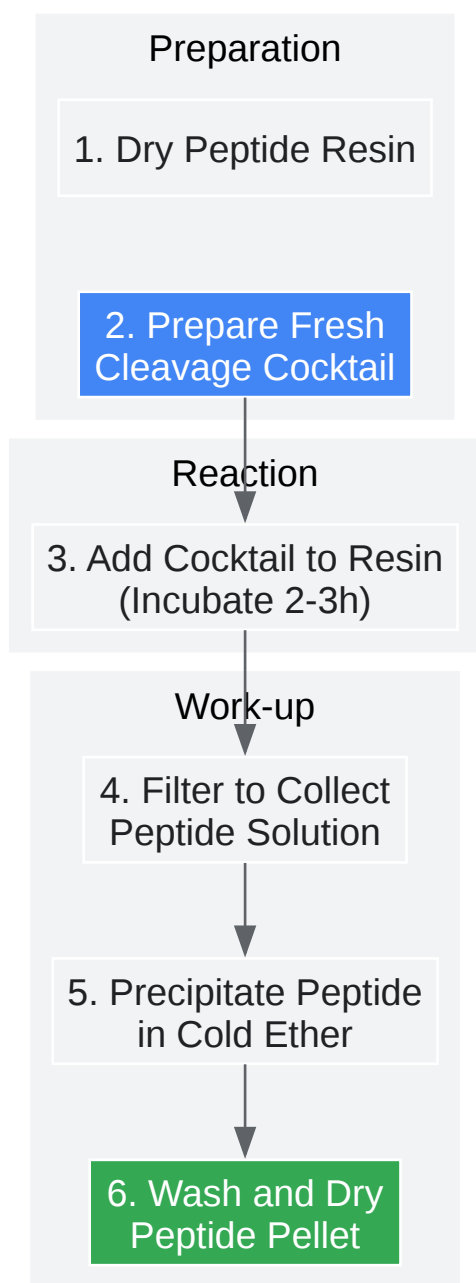 Preparation
1. Dry Peptide Resin
2. Prepare Fresh
Cleavage Cocktail
Reaction
3. Add Cocktail to Resin
(Incubate 2-3h)
Work-up
4. Filter to Collect
Peptide Solution
5. Precipitate Peptide
in Cold Ether
6. Wash and Dry
Peptide Pellet